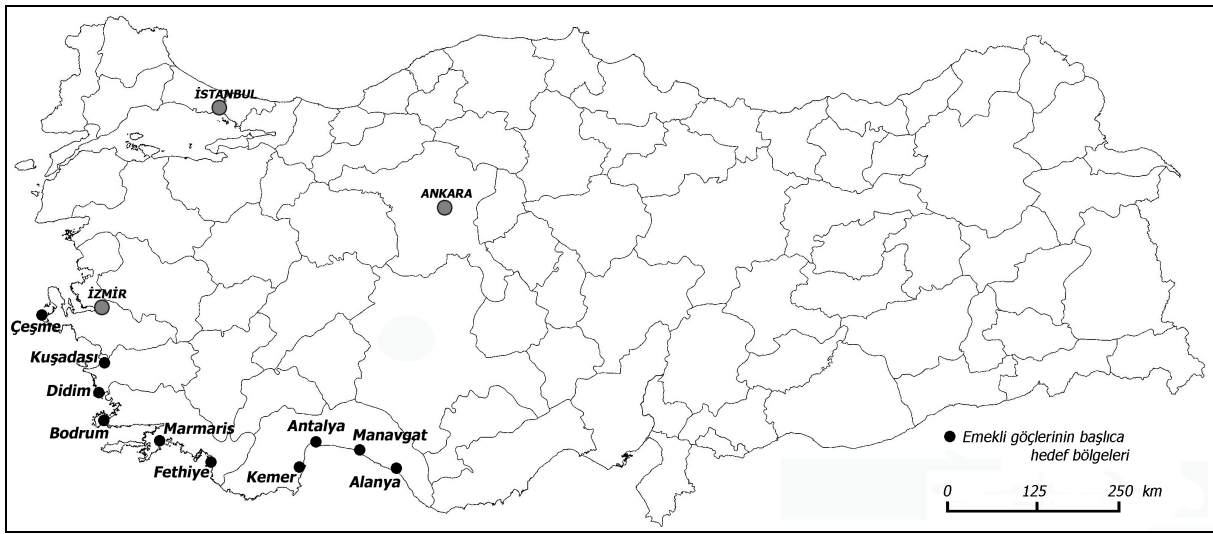 İSTANBUL
ANKARA
İZMİR
Çeşme
Kuşadası
Didim
Bodrum
Marmaris
Fethiye
Antalya
Manavgat
Kemer
Alanya
Emekli göçlerinin başlıca
hedef bölgeleri
0 125 250 km